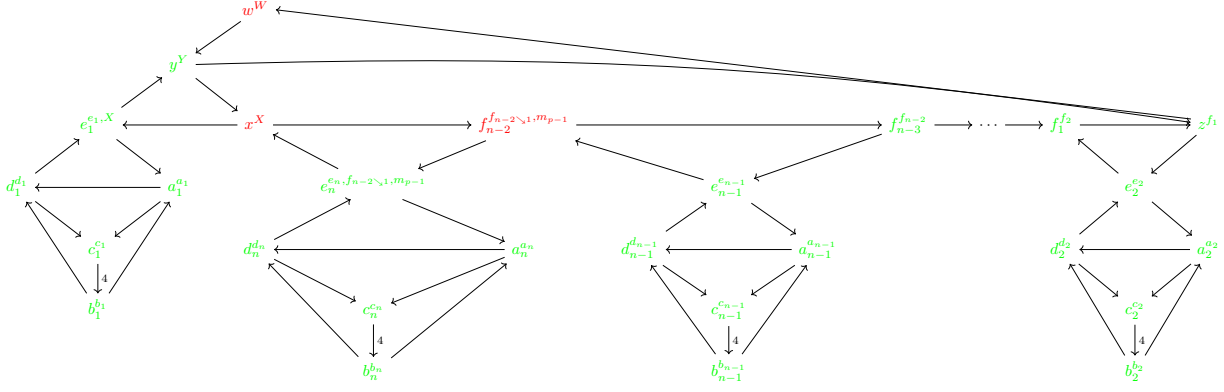 w^W
y^Y
e_1^{e_1,X} x^X f_{n-2}^{f_{n-2↘1},m_{p-1}} f_{n-3}^{f_{n-2}} ⋯ f_1^{f_2} z^{f_1}
d_1^{d_1} a_1^{a_1} e_n^{e_n,f_{n-2↘1},m_{p-1}} e_{n-1}^{e_{n-1}} e_2^{e_2}
c_1^{c_1} d_n^{d_n} a_n^{a_n} d_{n-1}^{d_{n-1}} a_{n-1}^{a_{n-1}} d_2^{d_2} a_2^{a_2}
4
b_1^{b_1} c_n^{c_n} c_{n-1}^{c_{n-1}} c_2^{c_2}
4 4 4
b_n^{b_n} b_{n-1}^{b_{n-1}} b_2^{b_2}